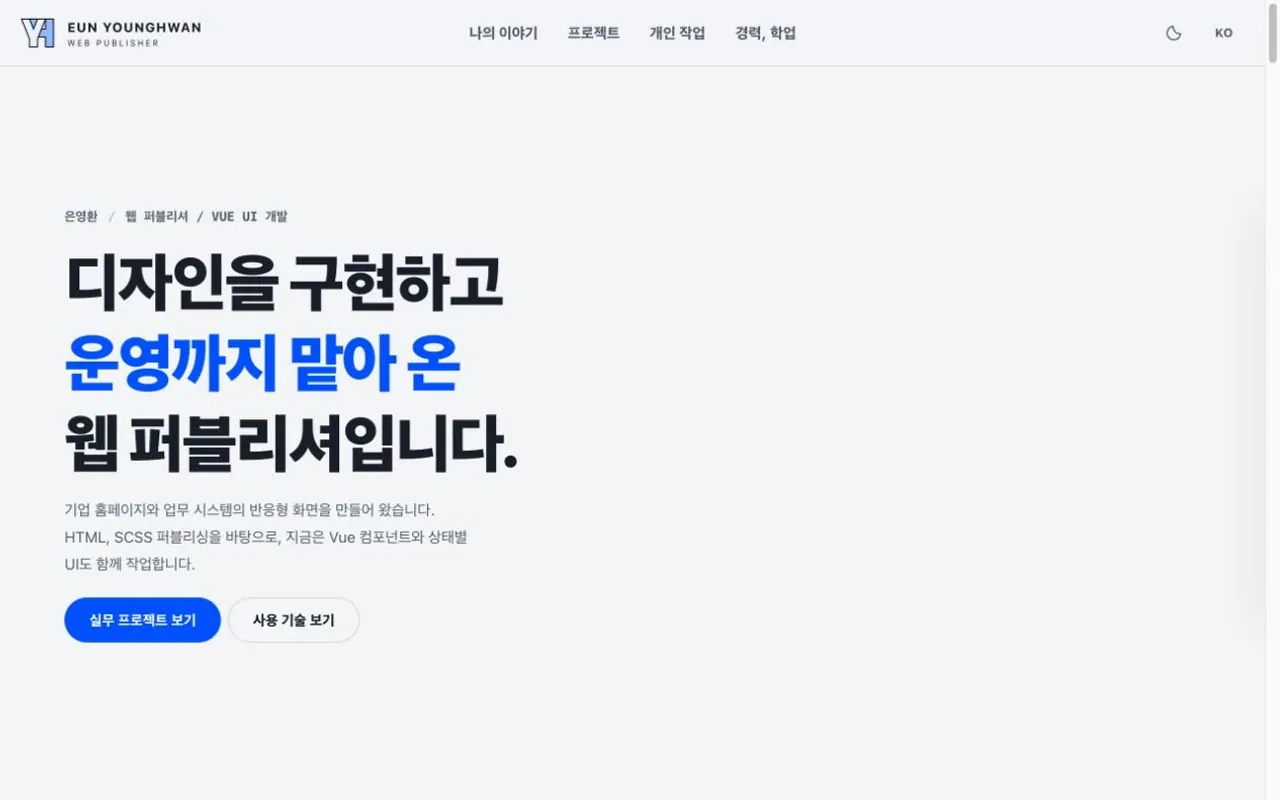 EUN YOUNGHWAN
WEB PUBLISHER
나의 이야기
프로젝트
개인 작업
경력, 학업
KO
은영환 / 웹 퍼블리셔 / VUE UI 개발
디자인을 구현하고
운영까지 맡아 온
웹 퍼블리셔입니다.
기업 홈페이지와 업무 시스템의 반응형 화면을 만들어 왔습니다.
HTML, SCSS 퍼블리싱을 바탕으로, 지금은 Vue 컴포넌트와 상태별
UI도 함께 작업합니다.
실무 프로젝트 보기
사용 기술 보기